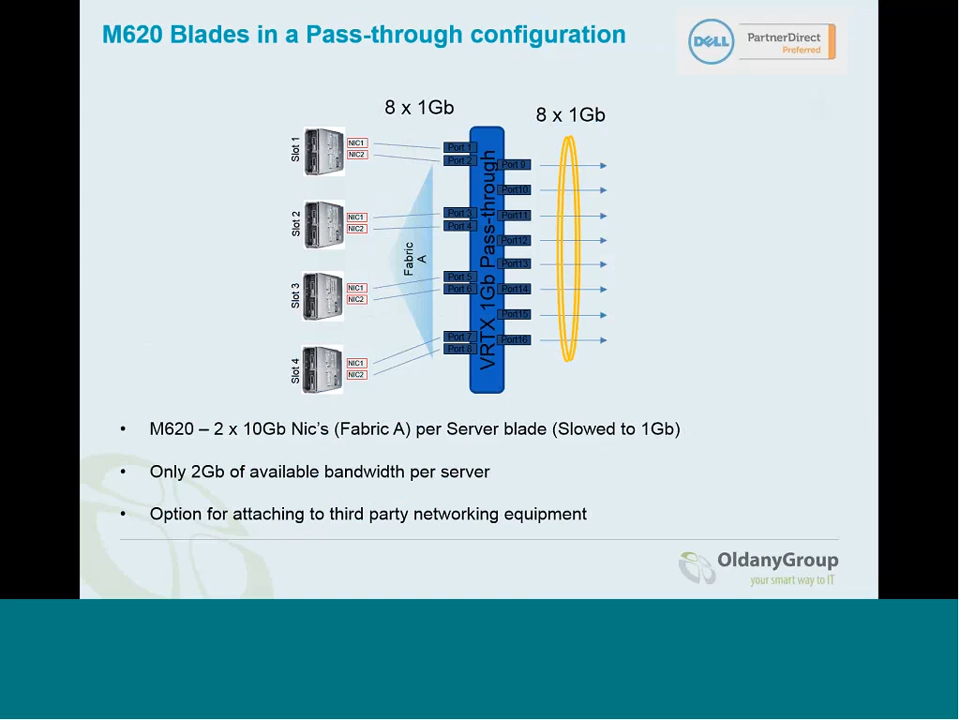 M620 Blades in a Pass-through configuration
DELL
PartnerDirect
Preferred
8 x 1Gb
8 x 1Gb
Slot 1
NIC1
NIC2
Port 1
Port 2
Port 9
Port10
Slot 2
NIC1
NIC2
Port 3
Port 4
Port11
Port12
Fabric
A
VRTX 1Gb Pass-through
Port13
Slot 3
NIC1
NIC2
Port 5
Port 6
Port14
Port15
Slot 4
NIC1
NIC2
Port 7
Port 8
Port16
• M620 – 2 x 10Gb Nic's (Fabric A) per Server blade (Slowed to 1Gb)
• Only 2Gb of available bandwidth per server
• Option for attaching to third party networking equipment
OldanyGroup
your smart way to IT